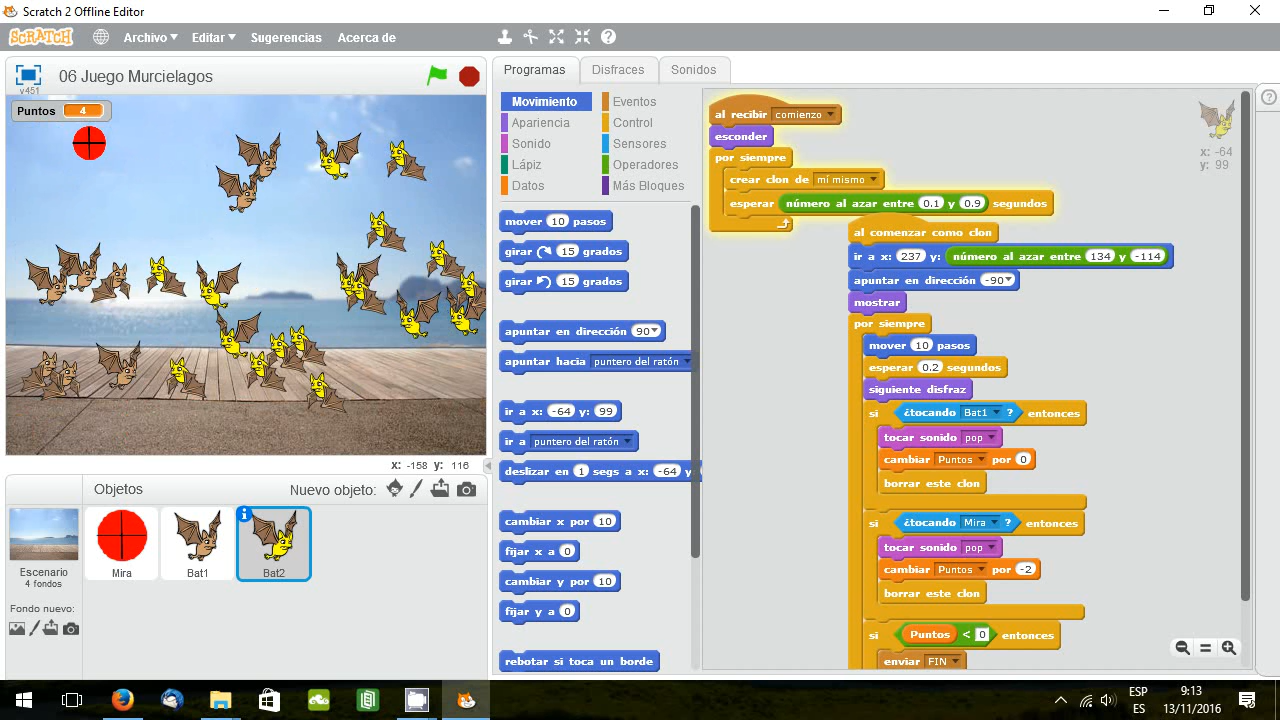 Scratch 2 Offline Editor
SCRATCH
Archivo
Editar
Sugerencias
Acerca de
v451
06 Juego Murcielagos
Puntos 4
x: -158 y: 116
Objetos
Nuevo objeto:
Escenario
4 fondos
Fondo nuevo:
Mira
Bat1
Bat2
Programas
Disfraces
Sonidos
Movimiento
Apariencia
Sonido
Lápiz
Datos
Eventos
Control
Sensores
Operadores
Más Bloques
mover 10 pasos
girar 15 grados
girar 15 grados
apuntar en dirección 90
apuntar hacia puntero del ratón
ir a x: -64 y: 99
ir a puntero del ratón
deslizar en 1 segs a x: -64 y
cambiar x por 10
fijar x a 0
cambiar y por 10
fijar y a 0
rebotar si toca un borde
al recibir comienzo
esconder
por siempre
crear clon de mí mismo
esperar número al azar entre 0.1 y 0.9 segundos
al comenzar como clon
ir a x: 237 y: número al azar entre 134 y -114
apuntar en dirección -90
mostrar
por siempre
mover 10 pasos
esperar 0.2 segundos
siguiente disfraz
si ¿tocando Bat1 ? entonces
tocar sonido pop
cambiar Puntos por 0
borrar este clon
si ¿tocando Mira ? entonces
tocar sonido pop
cambiar Puntos por -2
borrar este clon
si Puntos < 0 entonces
enviar FIN
x: -64
y: 99
ESP
ES
9:13
13/11/2016